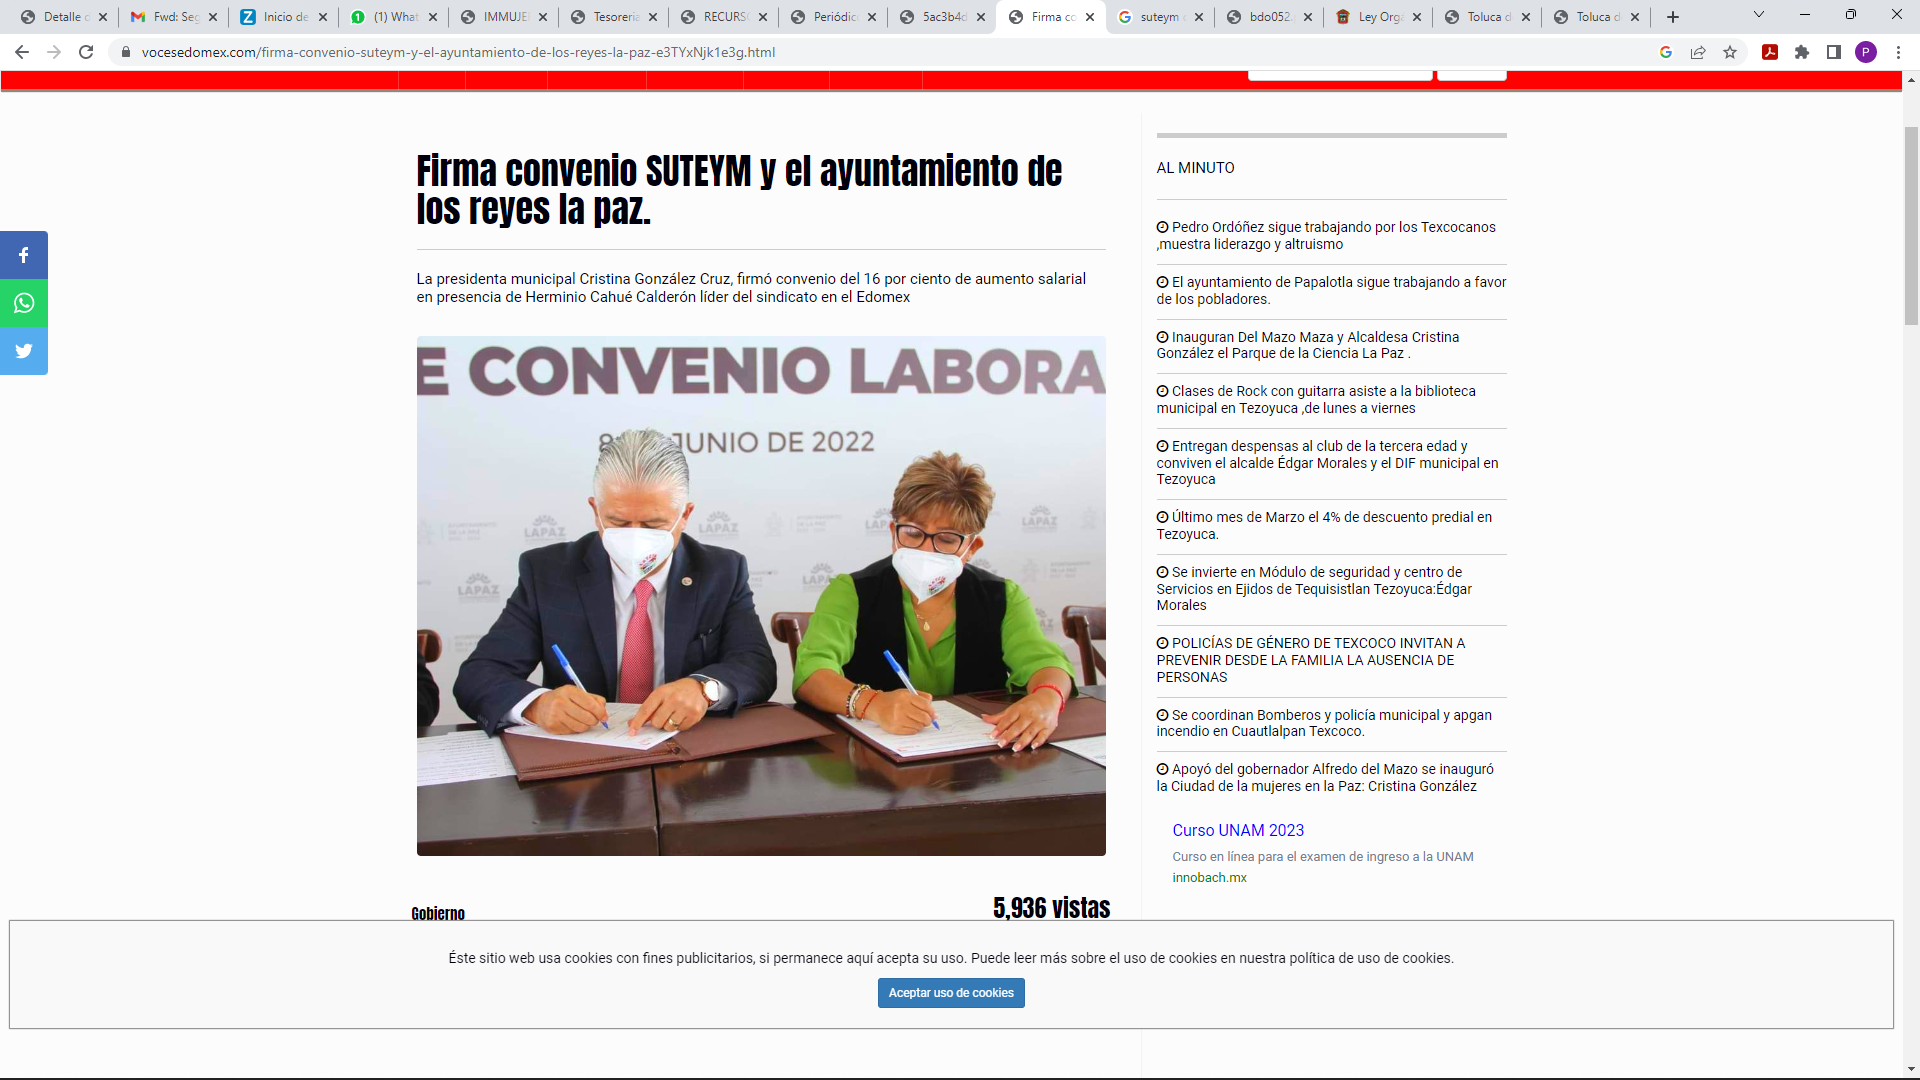 Detalle d
Fwd: Seg
Inicio de
(1) What
IMMUJE
Tesorería
RECURS
Periódic
5ac3b4d
Firma co
suteym
bdo052.
Ley Orgá
Toluca d
Toluca d
vocesedomex.com/firma-convenio-suteym-y-el-ayuntamiento-de-los-reyes-la-paz-e3TYxNjk1e3g.html
P
Firma convenio SUTEYM y el ayuntamiento de
los reyes la paz.
La presidenta municipal Cristina González Cruz, firmó convenio del 16 por ciento de aumento salarial
en presencia de Herminio Cahué Calderón líder del sindicato en el Edomex
E CONVENIO LABORA
8 JUNIO DE 2022
LAPAZ
LAPAZ
LAPAZ
LAPAZ
Gobierno
5,936 vistas
AL MINUTO
Pedro Ordóñez sigue trabajando por los Texcocanos
,muestra liderazgo y altruismo
El ayuntamiento de Papalotla sigue trabajando a favor
de los pobladores.
Inauguran Del Mazo Maza y Alcaldesa Cristina
González el Parque de la Ciencia La Paz .
Clases de Rock con guitarra asiste a la biblioteca
municipal en Tezoyuca ,de lunes a viernes
Entregan despensas al club de la tercera edad y
conviven el alcalde Édgar Morales y el DIF municipal en
Tezoyuca
Último mes de Marzo el 4% de descuento predial en
Tezoyuca.
Se invierte en Módulo de seguridad y centro de
Servicios en Ejidos de Tequisistlan Tezoyuca:Édgar
Morales
POLICÍAS DE GÉNERO DE TEXCOCO INVITAN A
PREVENIR DESDE LA FAMILIA LA AUSENCIA DE
PERSONAS
Se coordinan Bomberos y policía municipal y apgan
incendio en Cuautlalpan Texcoco.
Apoyó del gobernador Alfredo del Mazo se inauguró
la Ciudad de la mujeres en la Paz: Cristina González
Curso UNAM 2023
Curso en línea para el examen de ingreso a la UNAM
innobach.mx
Éste sitio web usa cookies con fines publicitarios, si permanece aquí acepta su uso. Puede leer más sobre el uso de cookies en nuestra política de uso de cookies.
Aceptar uso de cookies